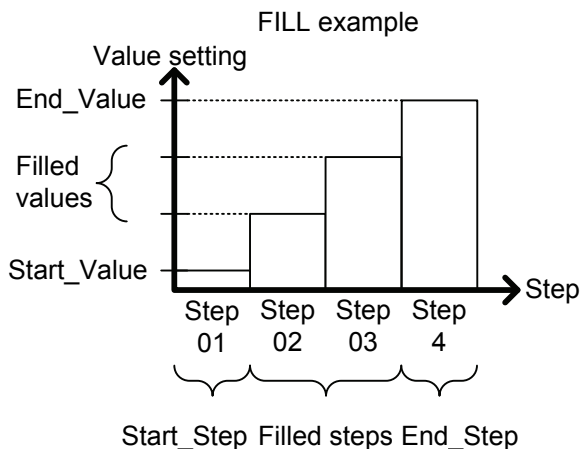 FILL example
Value setting
End_Value
Filled
values
Start_Value
Step
Step Step Step Step
01 02 03 4
Start_Step Filled steps End_Step